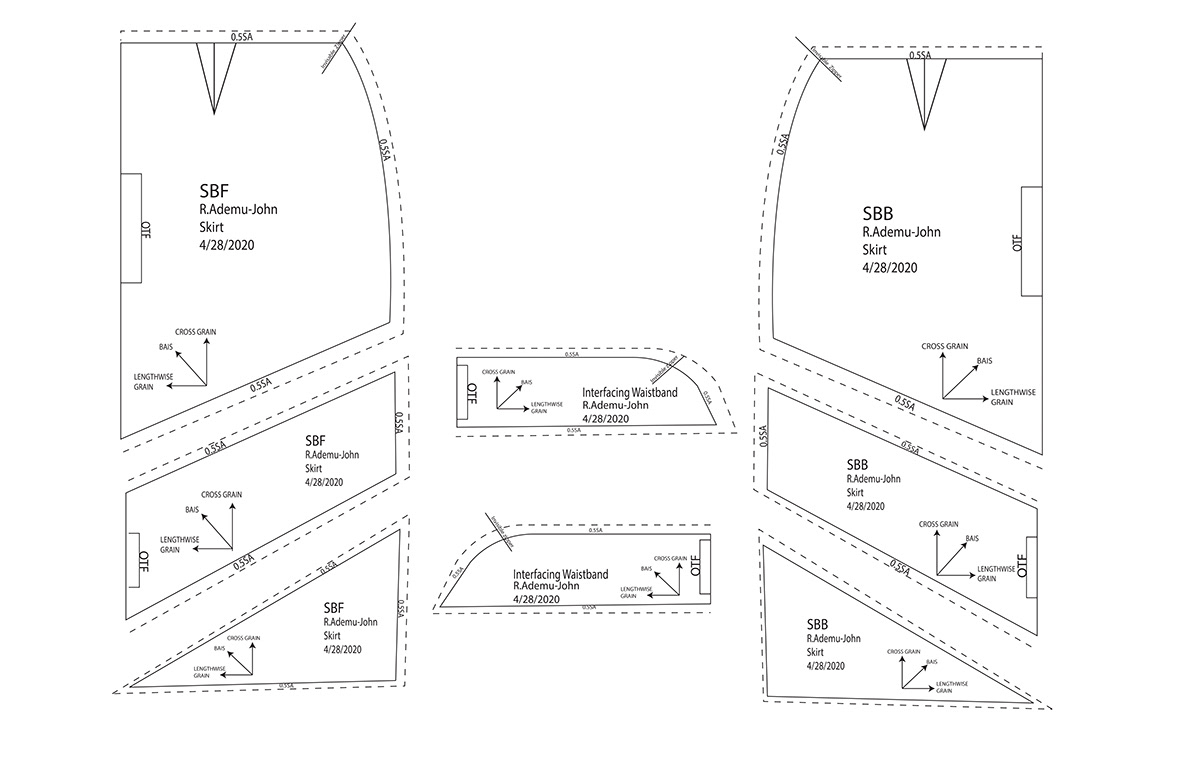 0.5SA
Invisible Zipper
0.5SA
SBF
R.Ademu-John
Skirt
4/28/2020
OTF
CROSS GRAIN
BAIS
LENGTHWISE
GRAIN
0.5SA
0.5SA
0.5SA
SBF
R.Ademu-John
Skirt
4/28/2020
CROSS GRAIN
BAIS
LENGTHWISE
GRAIN
OTF
0.5SA
0.5SA
0.5SA
SBF
R.Ademu-John
Skirt
4/28/2020
CROSS GRAIN
BAIS
LENGTHWISE
GRAIN
0.5SA
0.5SA
Invisible Zipper
CROSS GRAIN
BAIS
LENGTHWISE
GRAIN
OTF
Interfacing Waistband
R.Ademu-John
4/28/2020
0.5SA
0.5SA
Invisible Zipper
0.5SA
0.5SA
Interfacing Waistband
R.Ademu-John
4/28/2020
CROSS GRAIN
BAIS
LENGTHWISE
GRAIN
OTF
0.5SA
Zipper
0.5SA
0.5SA
SBB
R.Ademu-John
Skirt
4/28/2020
OTF
CROSS GRAIN
BAIS
LENGTHWISE
GRAIN
0.5SA
0.5SA
0.5SA
SBB
R.Ademu-John
Skirt
4/28/2020
CROSS GRAIN
BAIS
LENGTHWISE
GRAIN
OTF
0.5SA
SBB
R.Ademu-John
Skirt
4/28/2020
CROSS GRAIN
BAIS
LENGTHWISE
GRAIN